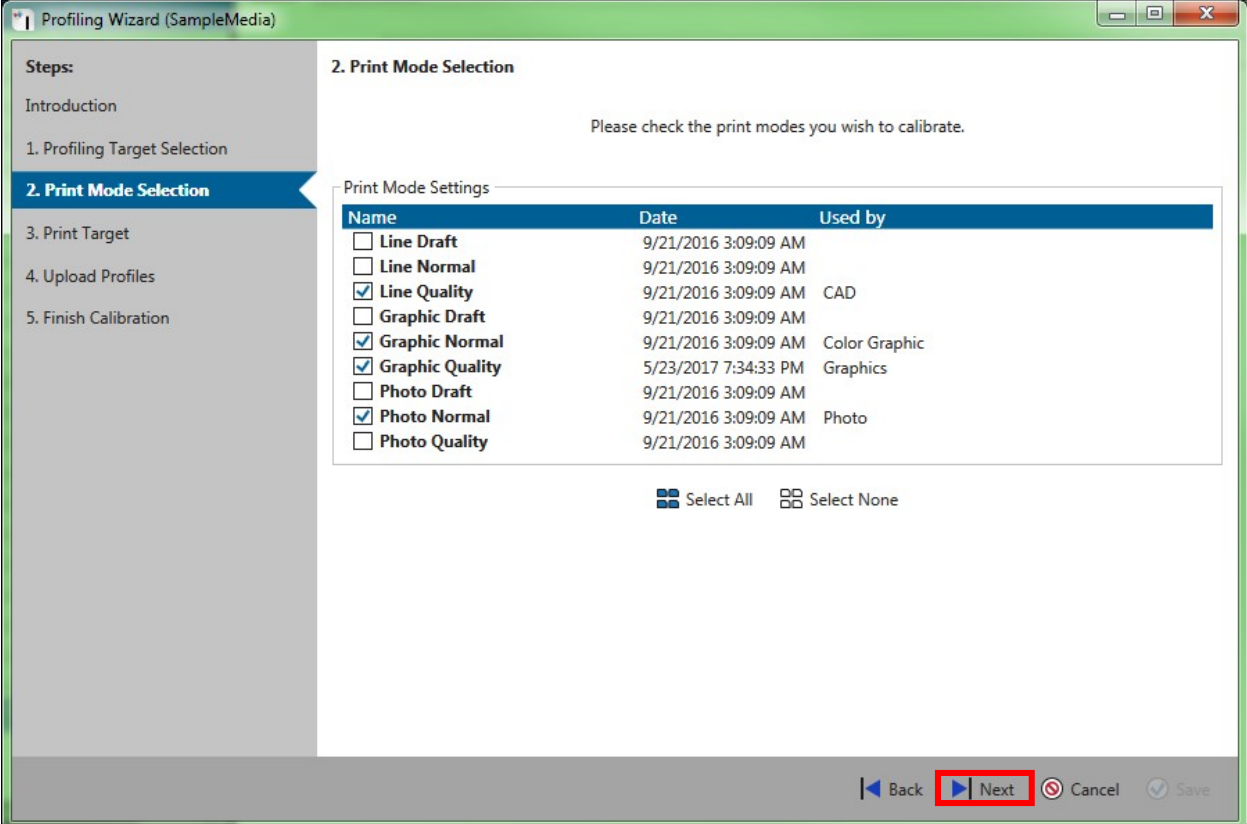 Profiling Wizard (SampleMedia)
Steps:
Introduction
1. Profiling Target Selection
2. Print Mode Selection
3. Print Target
4. Upload Profiles
5. Finish Calibration
2. Print Mode Selection
Please check the print modes you wish to calibrate.
Print Mode Settings
Name Date Used by
Line Draft 9/21/2016 3:09:09 AM
Line Normal 9/21/2016 3:09:09 AM
Line Quality 9/21/2016 3:09:09 AM CAD
Graphic Draft 9/21/2016 3:09:09 AM
Graphic Normal 9/21/2016 3:09:09 AM Color Graphic
Graphic Quality 5/23/2017 7:34:33 PM Graphics
Photo Draft 9/21/2016 3:09:09 AM
Photo Normal 9/21/2016 3:09:09 AM Photo
Photo Quality 9/21/2016 3:09:09 AM
Select All Select None
Back Next Cancel Save